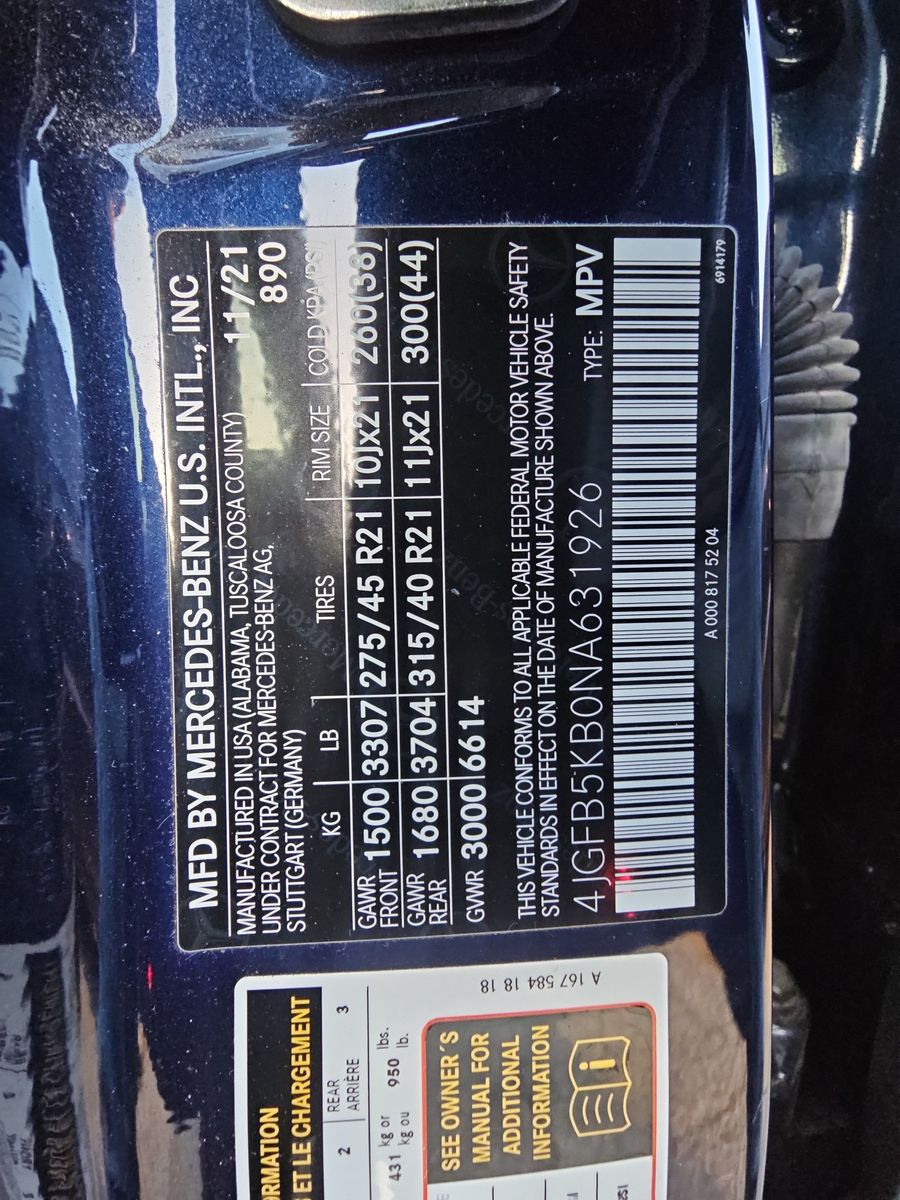 MFD BY MERCEDES-BENZ U.S. INTL., INC
MANUFACTURED IN USA (ALABAMA, TUSCALOOSA COUNTY) 11/21
UNDER CONTRACT FOR MERCEDES-BENZ AG, 890
STUTTGART (GERMANY)
KG LB TIRES RIM SIZE COLD KPA(PSI)
GAWR FRONT 1500 3307 275/45 R21 10Jx21 260(38)
GAWR REAR 1680 3704 315/40 R21 11Jx21 300(44)
GVWR 3000 6614
THIS VEHICLE CONFORMS TO ALL APPLICABLE FEDERAL MOTOR VEHICLE SAFETY
STANDARDS IN EFFECT ON THE DATE OF MANUFACTURE SHOWN ABOVE.
4JGFB5KB0NA631926 TYPE: MPV
A 000 817 52 04
6914179
ET LE CHARGEMENT
2 REAR 3
ARRIÈRE
431 kg or 950 lbs.
kg ou lb.
SEE OWNER´S
MANUAL FOR
ADDITIONAL
INFORMATION
A 167 584 18 18